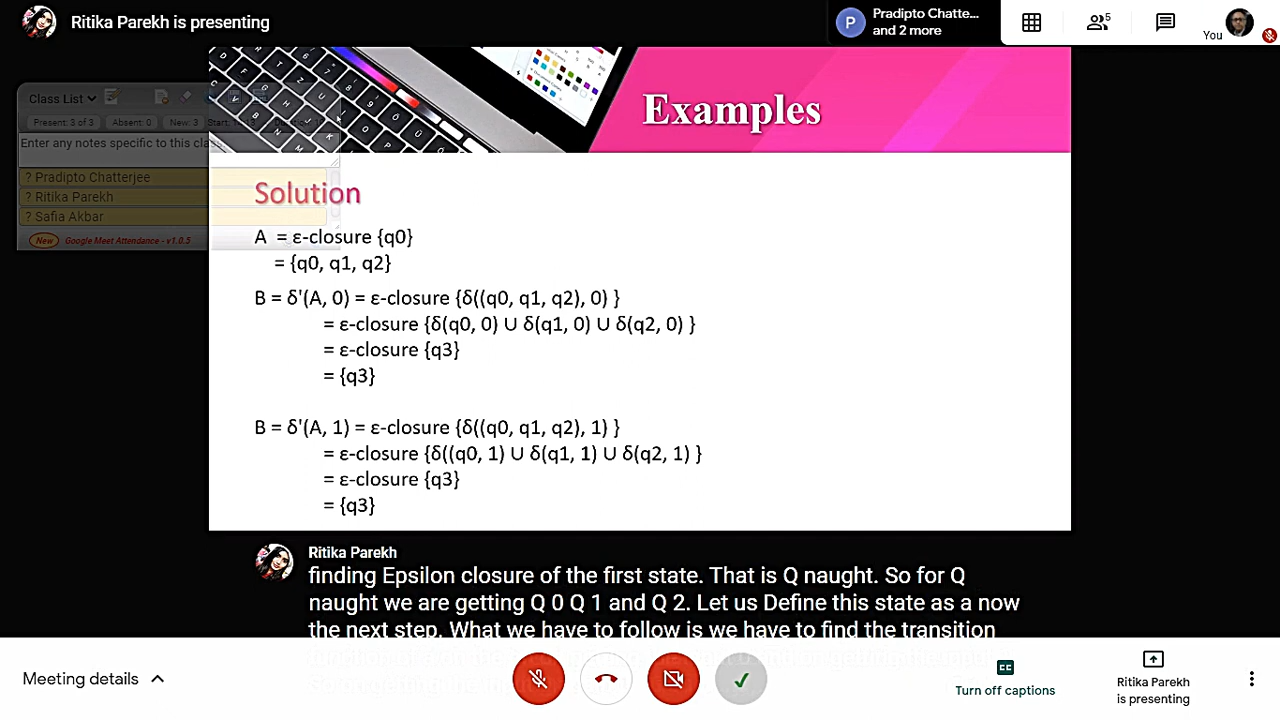 Ritika Parekh is presenting
Pradipto Chatte...
and 2 more
P
5
You
Class List
Present: 3 of 3 Absent: 0 New: 3 Start:
Enter any notes specific to this clas
? Pradipto Chatterjee
? Ritika Parekh
? Safia Akbar
New Google Meet Attendance - v1.0.5
Examples
Solution
A = ε-closure {q0}
= {q0, q1, q2}
B = δ'(A, 0) = ε-closure {δ((q0, q1, q2), 0) }
= ε-closure {δ(q0, 0) ∪ δ(q1, 0) ∪ δ(q2, 0) }
= ε-closure {q3}
= {q3}
B = δ'(A, 1) = ε-closure {δ((q0, q1, q2), 1) }
= ε-closure {δ((q0, 1) ∪ δ(q1, 1) ∪ δ(q2, 1) }
= ε-closure {q3}
= {q3}
Ritika Parekh
finding Epsilon closure of the first state. That is Q naught. So for Q
naught we are getting Q 0 Q 1 and Q 2. Let us Define this state as a now
the next step. What we have to follow is we have to find the transition
Meeting details
CC
Turn off captions
Ritika Parekh
is presenting